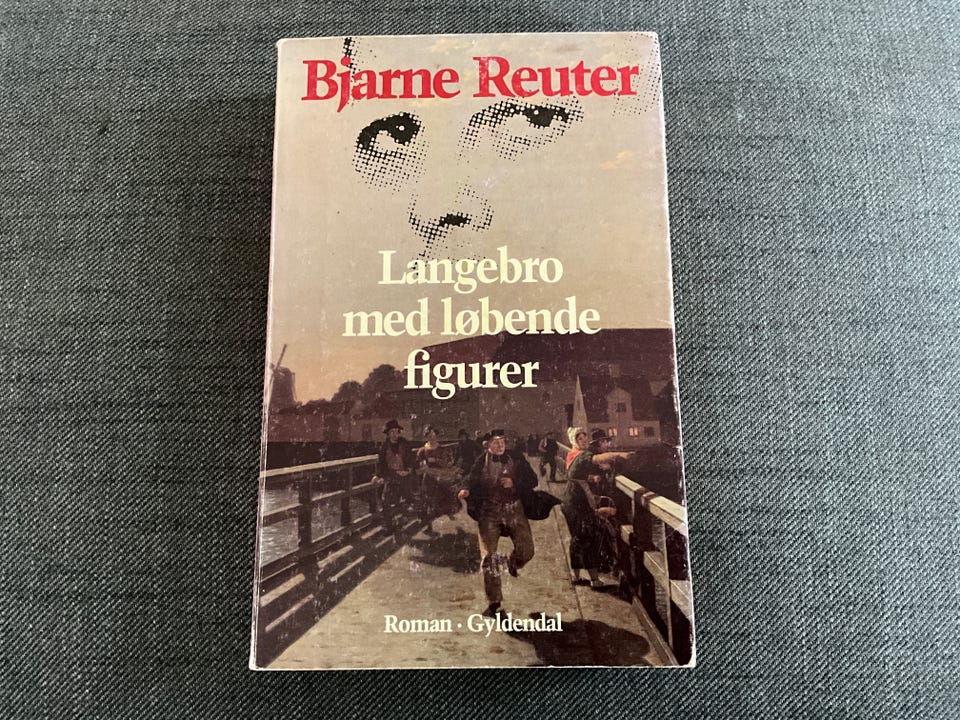 Bjarne Reuter
Langebro
med løbende
figurer
Roman · Gyldendal